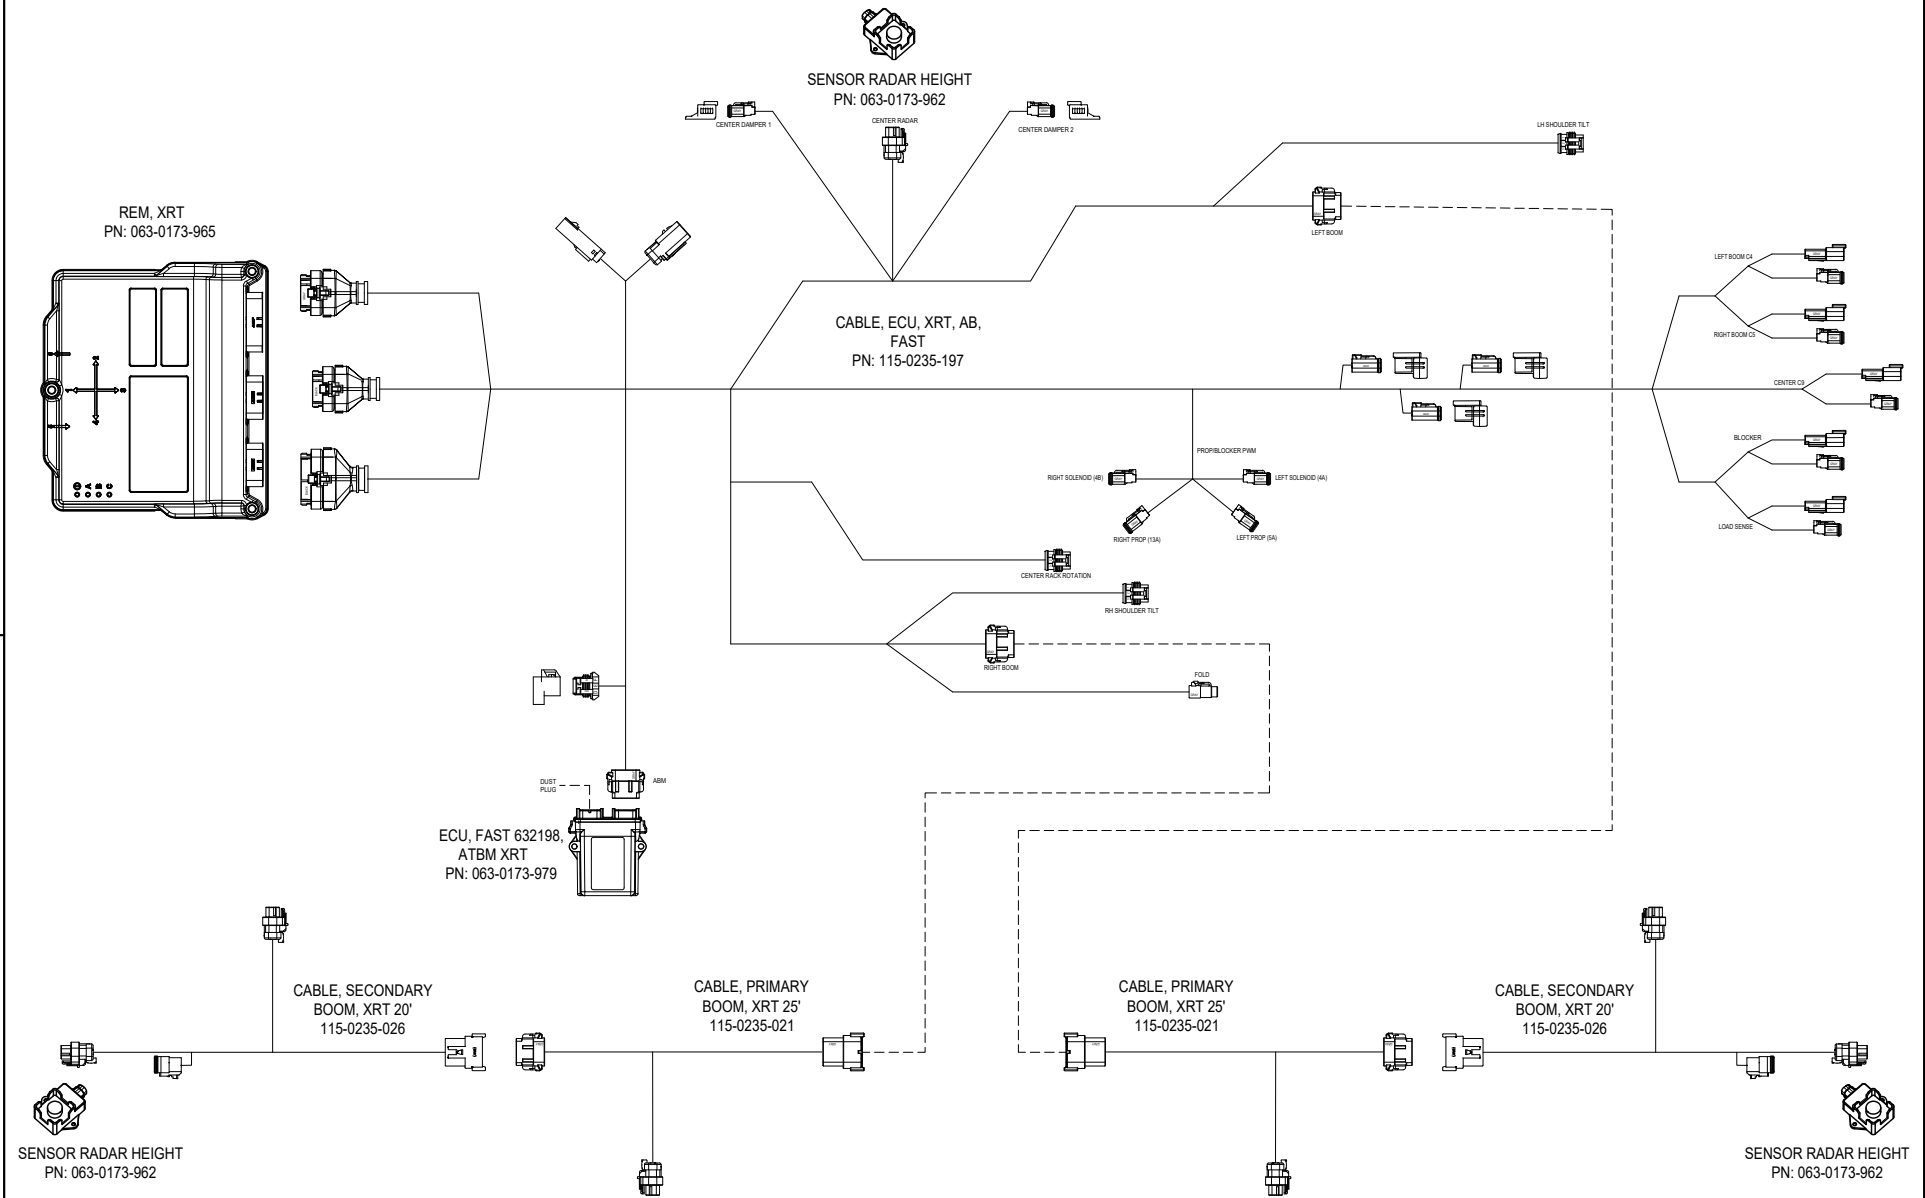 SENSOR RADAR HEIGHT
PN: 063-0173-962
CENTER DAMPER 1
CENTER RADAR
CENTER DAMPER 2
LH SHOULDER TILT
REM, XRT
PN: 063-0173-965
LEFT BOOM
LEFT BOOM C4
RIGHT BOOM C5
CABLE, ECU, XRT, AB,
FAST
PN: 115-0235-197
CENTER C9
BLOCKER
PROP/BLOCKER PWM
RIGHT SOLENOID (4B)
LEFT SOLENOID (4A)
LOAD SENSE
RIGHT PROP (13A)
LEFT PROP (5A)
CENTER RACK ROTATION
RH SHOULDER TILT
RIGHT BOOM
FOLD
DUST
PLUG
ABM
ECU, FAST 632198,
ATBM XRT
PN: 063-0173-979
CABLE, SECONDARY
BOOM, XRT 20'
115-0235-026
CABLE, PRIMARY
BOOM, XRT 25'
115-0235-021
CABLE, PRIMARY
BOOM, XRT 25'
115-0235-021
CABLE, SECONDARY
BOOM, XRT 20'
115-0235-026
SENSOR RADAR HEIGHT
PN: 063-0173-962
SENSOR RADAR HEIGHT
PN: 063-0173-962